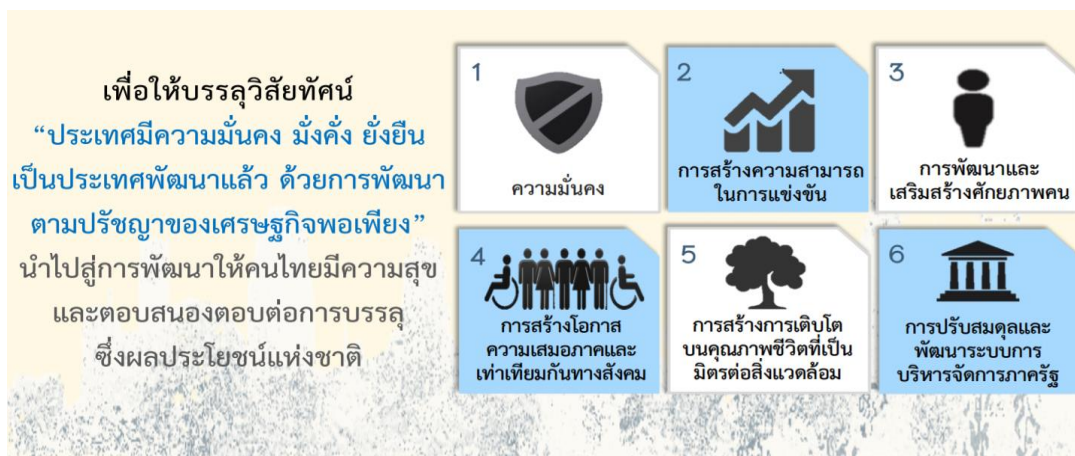 เพื่อให้บรรลุวิสัยทัศน์
“ประเทศมีความมั่นคง มั่งคั่ง ยั่งยืน
เป็นประเทศพัฒนาแล้ว ด้วยการพัฒนา
ตามปรัชญาของเศรษฐกิจพอเพียง”
นำไปสู่การพัฒนาให้คนไทยมีความสุข
และตอบสนองตอบต่อการบรรลุ
ซึ่งผลประโยชน์แห่งชาติ
1
ความมั่นคง
2
การสร้างความสามารถ
ในการแข่งขัน
3
การพัฒนาและ
เสริมสร้างศักยภาพคน
4
การสร้างโอกาส
ความเสมอภาคและ
เท่าเทียมกันทางสังคม
5
การสร้างการเติบโต
บนคุณภาพชีวิตที่เป็น
มิตรต่อสิ่งแวดล้อม
6
การปรับสมดุลและ
พัฒนาระบบการ
บริหารจัดการภาครัฐ